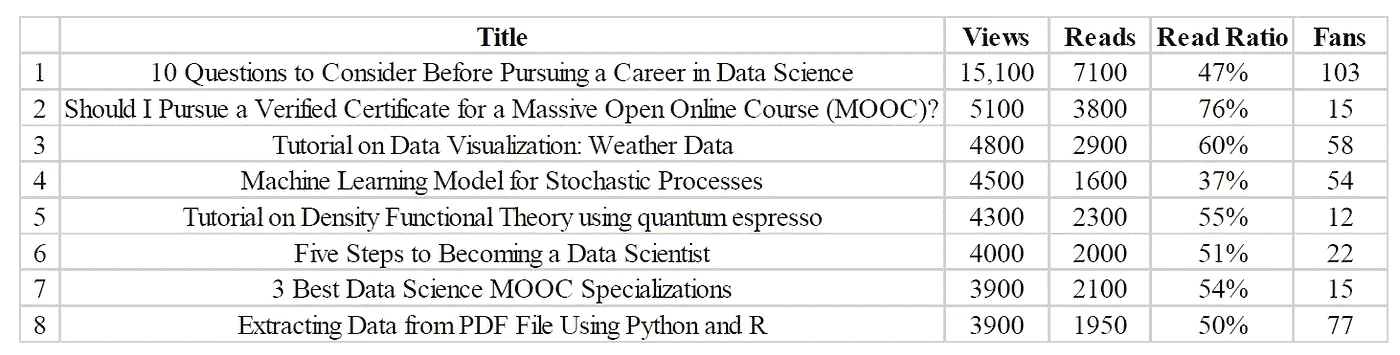 Title Views Reads Read Ratio Fans
1 10 Questions to Consider Before Pursuing a Career in Data Science 15,100 7100 47% 103
2 Should I Pursue a Verified Certificate for a Massive Open Online Course (MOOC)? 5100 3800 76% 15
3 Tutorial on Data Visualization: Weather Data 4800 2900 60% 58
4 Machine Learning Model for Stochastic Processes 4500 1600 37% 54
5 Tutorial on Density Functional Theory using quantum espresso 4300 2300 55% 12
6 Five Steps to Becoming a Data Scientist 4000 2000 51% 22
7 3 Best Data Science MOOC Specializations 3900 2100 54% 15
8 Extracting Data from PDF File Using Python and R 3900 1950 50% 77